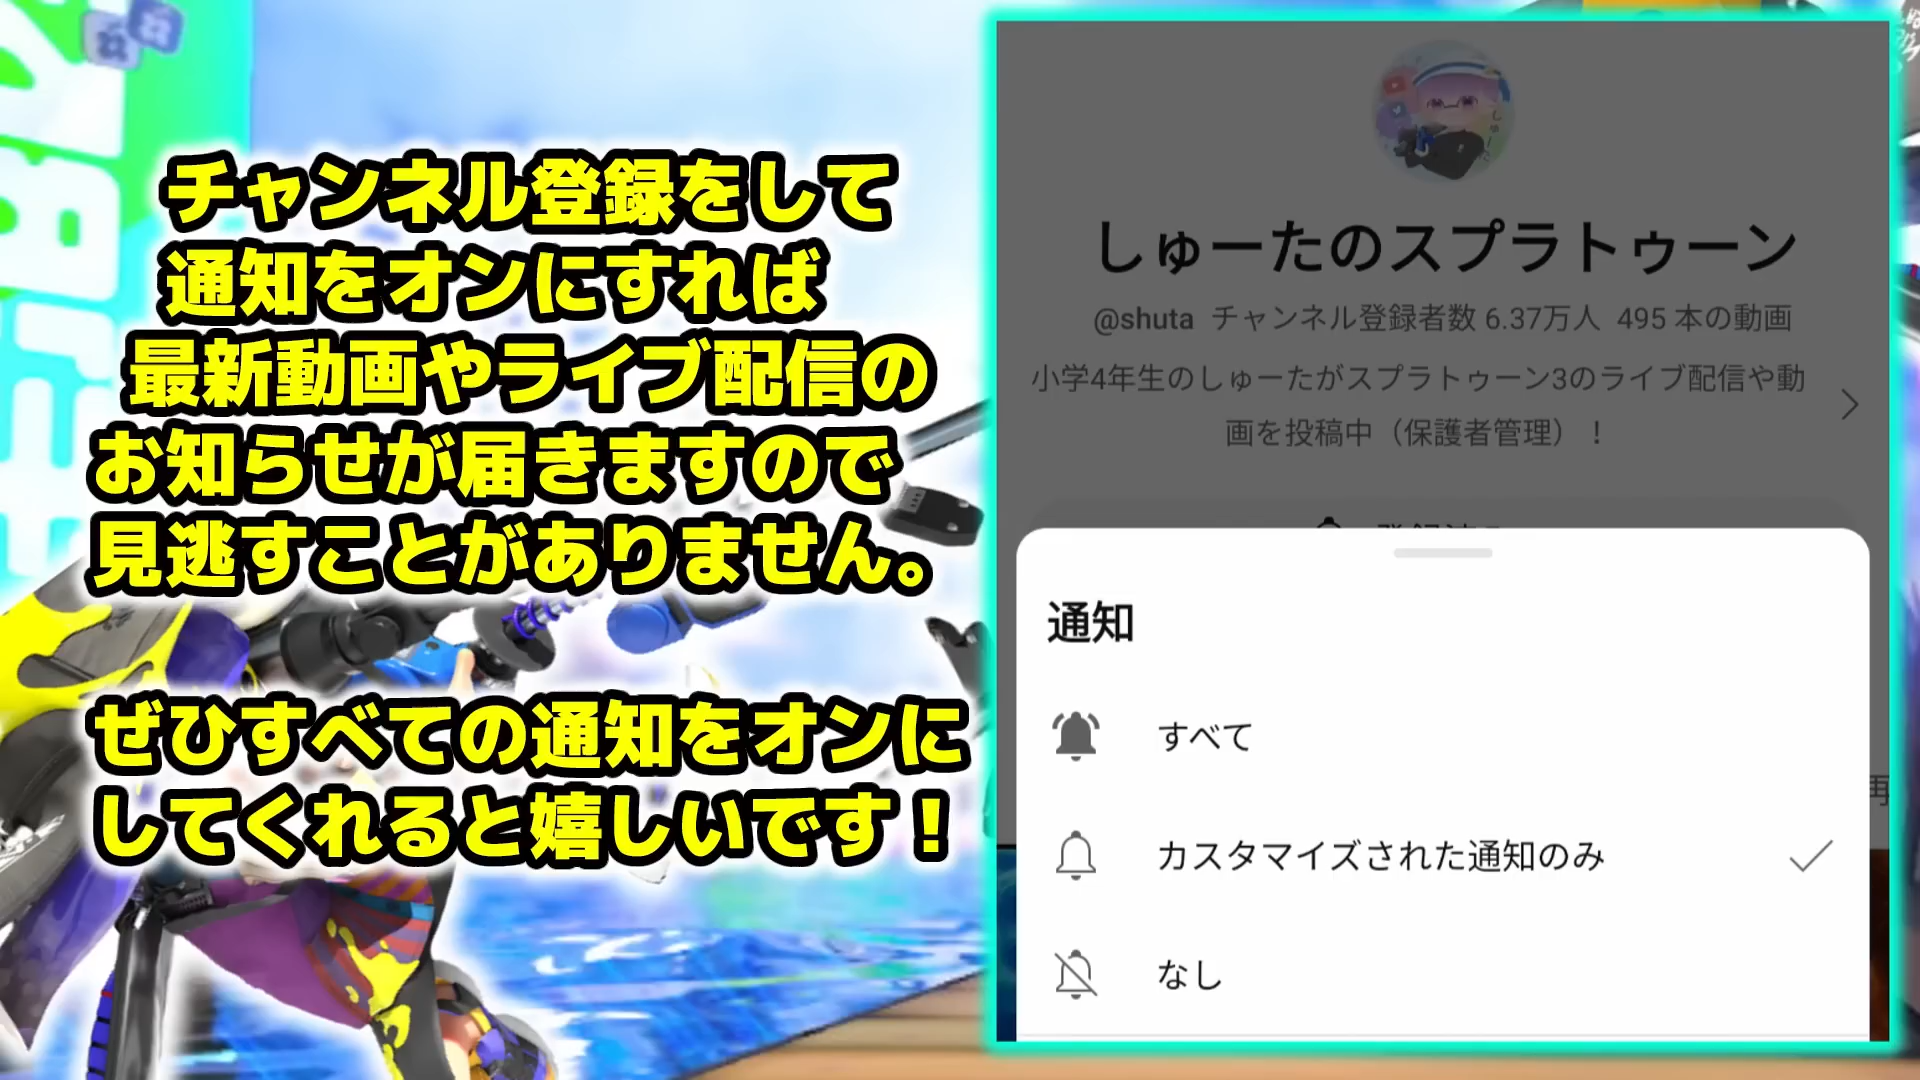 チャンネル登録をして
通知をオンにすれば
最新動画やライブ配信の
お知らせが届きますので
見逃すことがありません。
ぜひすべての通知をオンに
してくれると嬉しいです！
しゅーたのスプラトゥーン
@shuta チャンネル登録者数 6.37万人 495 本の動画
小学4年生のしゅーたがスプラトゥーン3のライブ配信や動
画を投稿中（保護者管理）！
通知
すべて
カスタマイズされた通知のみ
なし